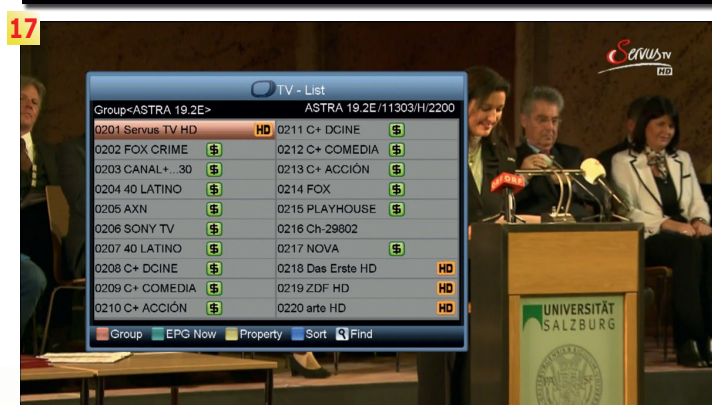 17
Servus TV
HD
TV - List
Group<ASTRA 19.2E>
ASTRA 19.2E/11303/H/2200
0201 Servus TV HD HD
0202 FOX CRIME $
0203 CANAL+...30 $
0204 40 LATINO $
0205 AXN $
0206 SONY TV $
0207 40 LATINO $
0208 C+ DCINE $
0209 C+ COMEDIA $
0210 C+ ACCIÓN $
0211 C+ DCINE $
0212 C+ COMEDIA $
0213 C+ ACCIÓN $
0214 FOX $
0215 PLAYHOUSE $
0216 Ch-29802
0217 NOVA $
0218 Das Erste HD HD
0219 ZDF HD HD
0220 arte HD HD
Group EPG Now Property Sort Find
ORF ONE
UNIVERSITÄT
SALZBURG